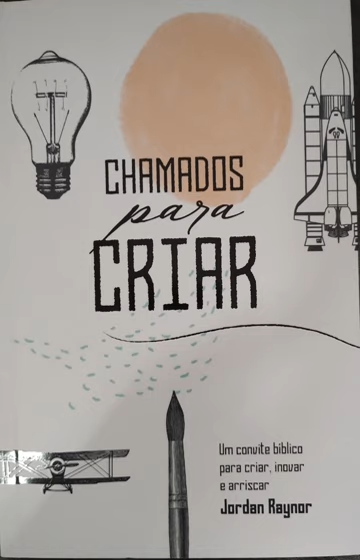 CHAMADOS
para
CRIAR
Um convite bíblico
para criar, inovar
e arriscar
Jordan Raynor